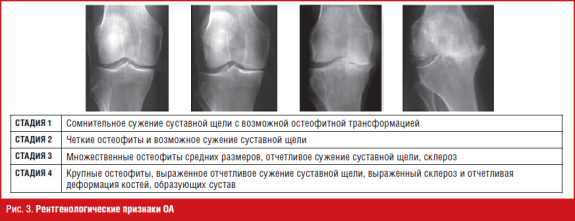 СТАДИЯ 1 Сомнительное сужение суставной щели с возможной остеофитной трансформацией
СТАДИЯ 2 Четкие остеофиты и возможное сужение суставной щели
СТАДИЯ 3 Множественные остеофиты средних размеров, отчетливое сужение суставной щели, склероз
СТАДИЯ 4 Крупные остеофиты, выраженное отчетливое сужение суставной щели, выраженный склероз и отчетливая
деформация костей, образующих сустав
Рис. 3. Рентгенологические признаки ОА